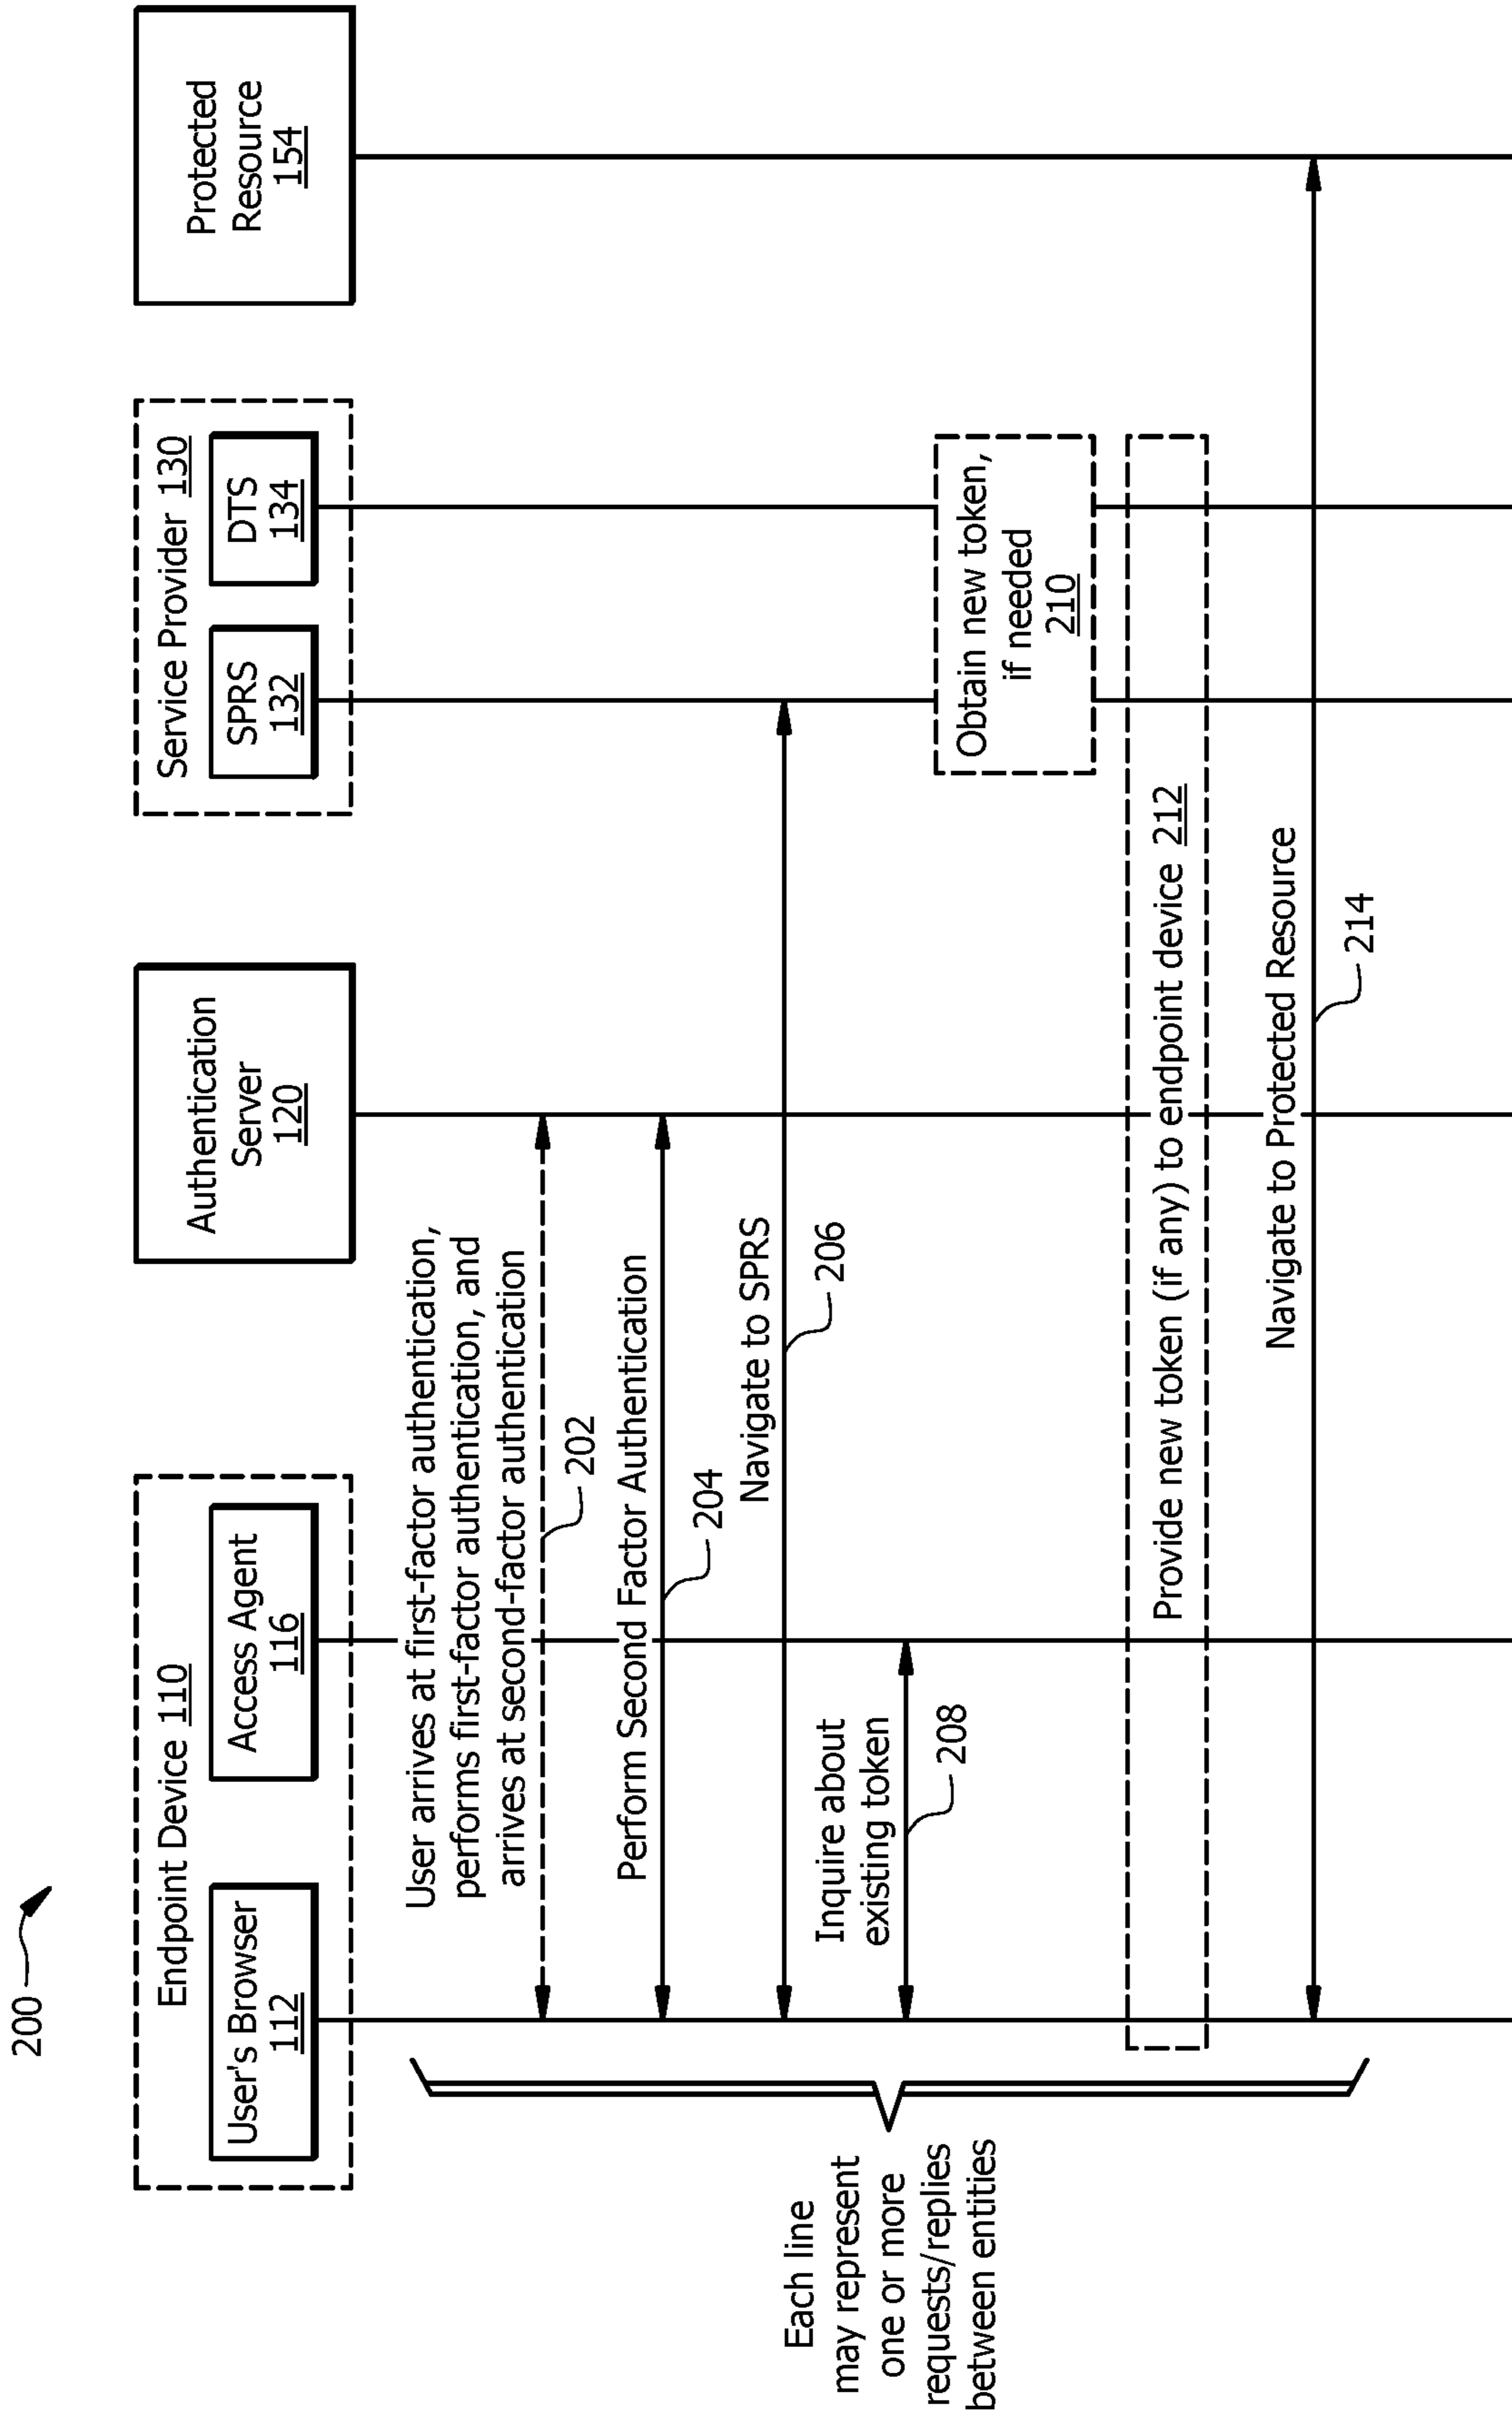 200
Endpoint Device 110
User's Browser
112
Access Agent
116
Authentication
Server
120
Service Provider 130
SPRS
132
DTS
134
Protected
Resource
154
User arrives at first-factor authentication,
performs first-factor authentication, and
arrives at second-factor authentication
202
Perform Second Factor Authentication
204
Navigate to SPRS
206
Inquire about
existing token
208
Obtain new token,
if needed
210
Provide new token (if any) to endpoint device 212
Navigate to Protected Resource
214
Each line
may represent
one or more
requests/replies
between entities